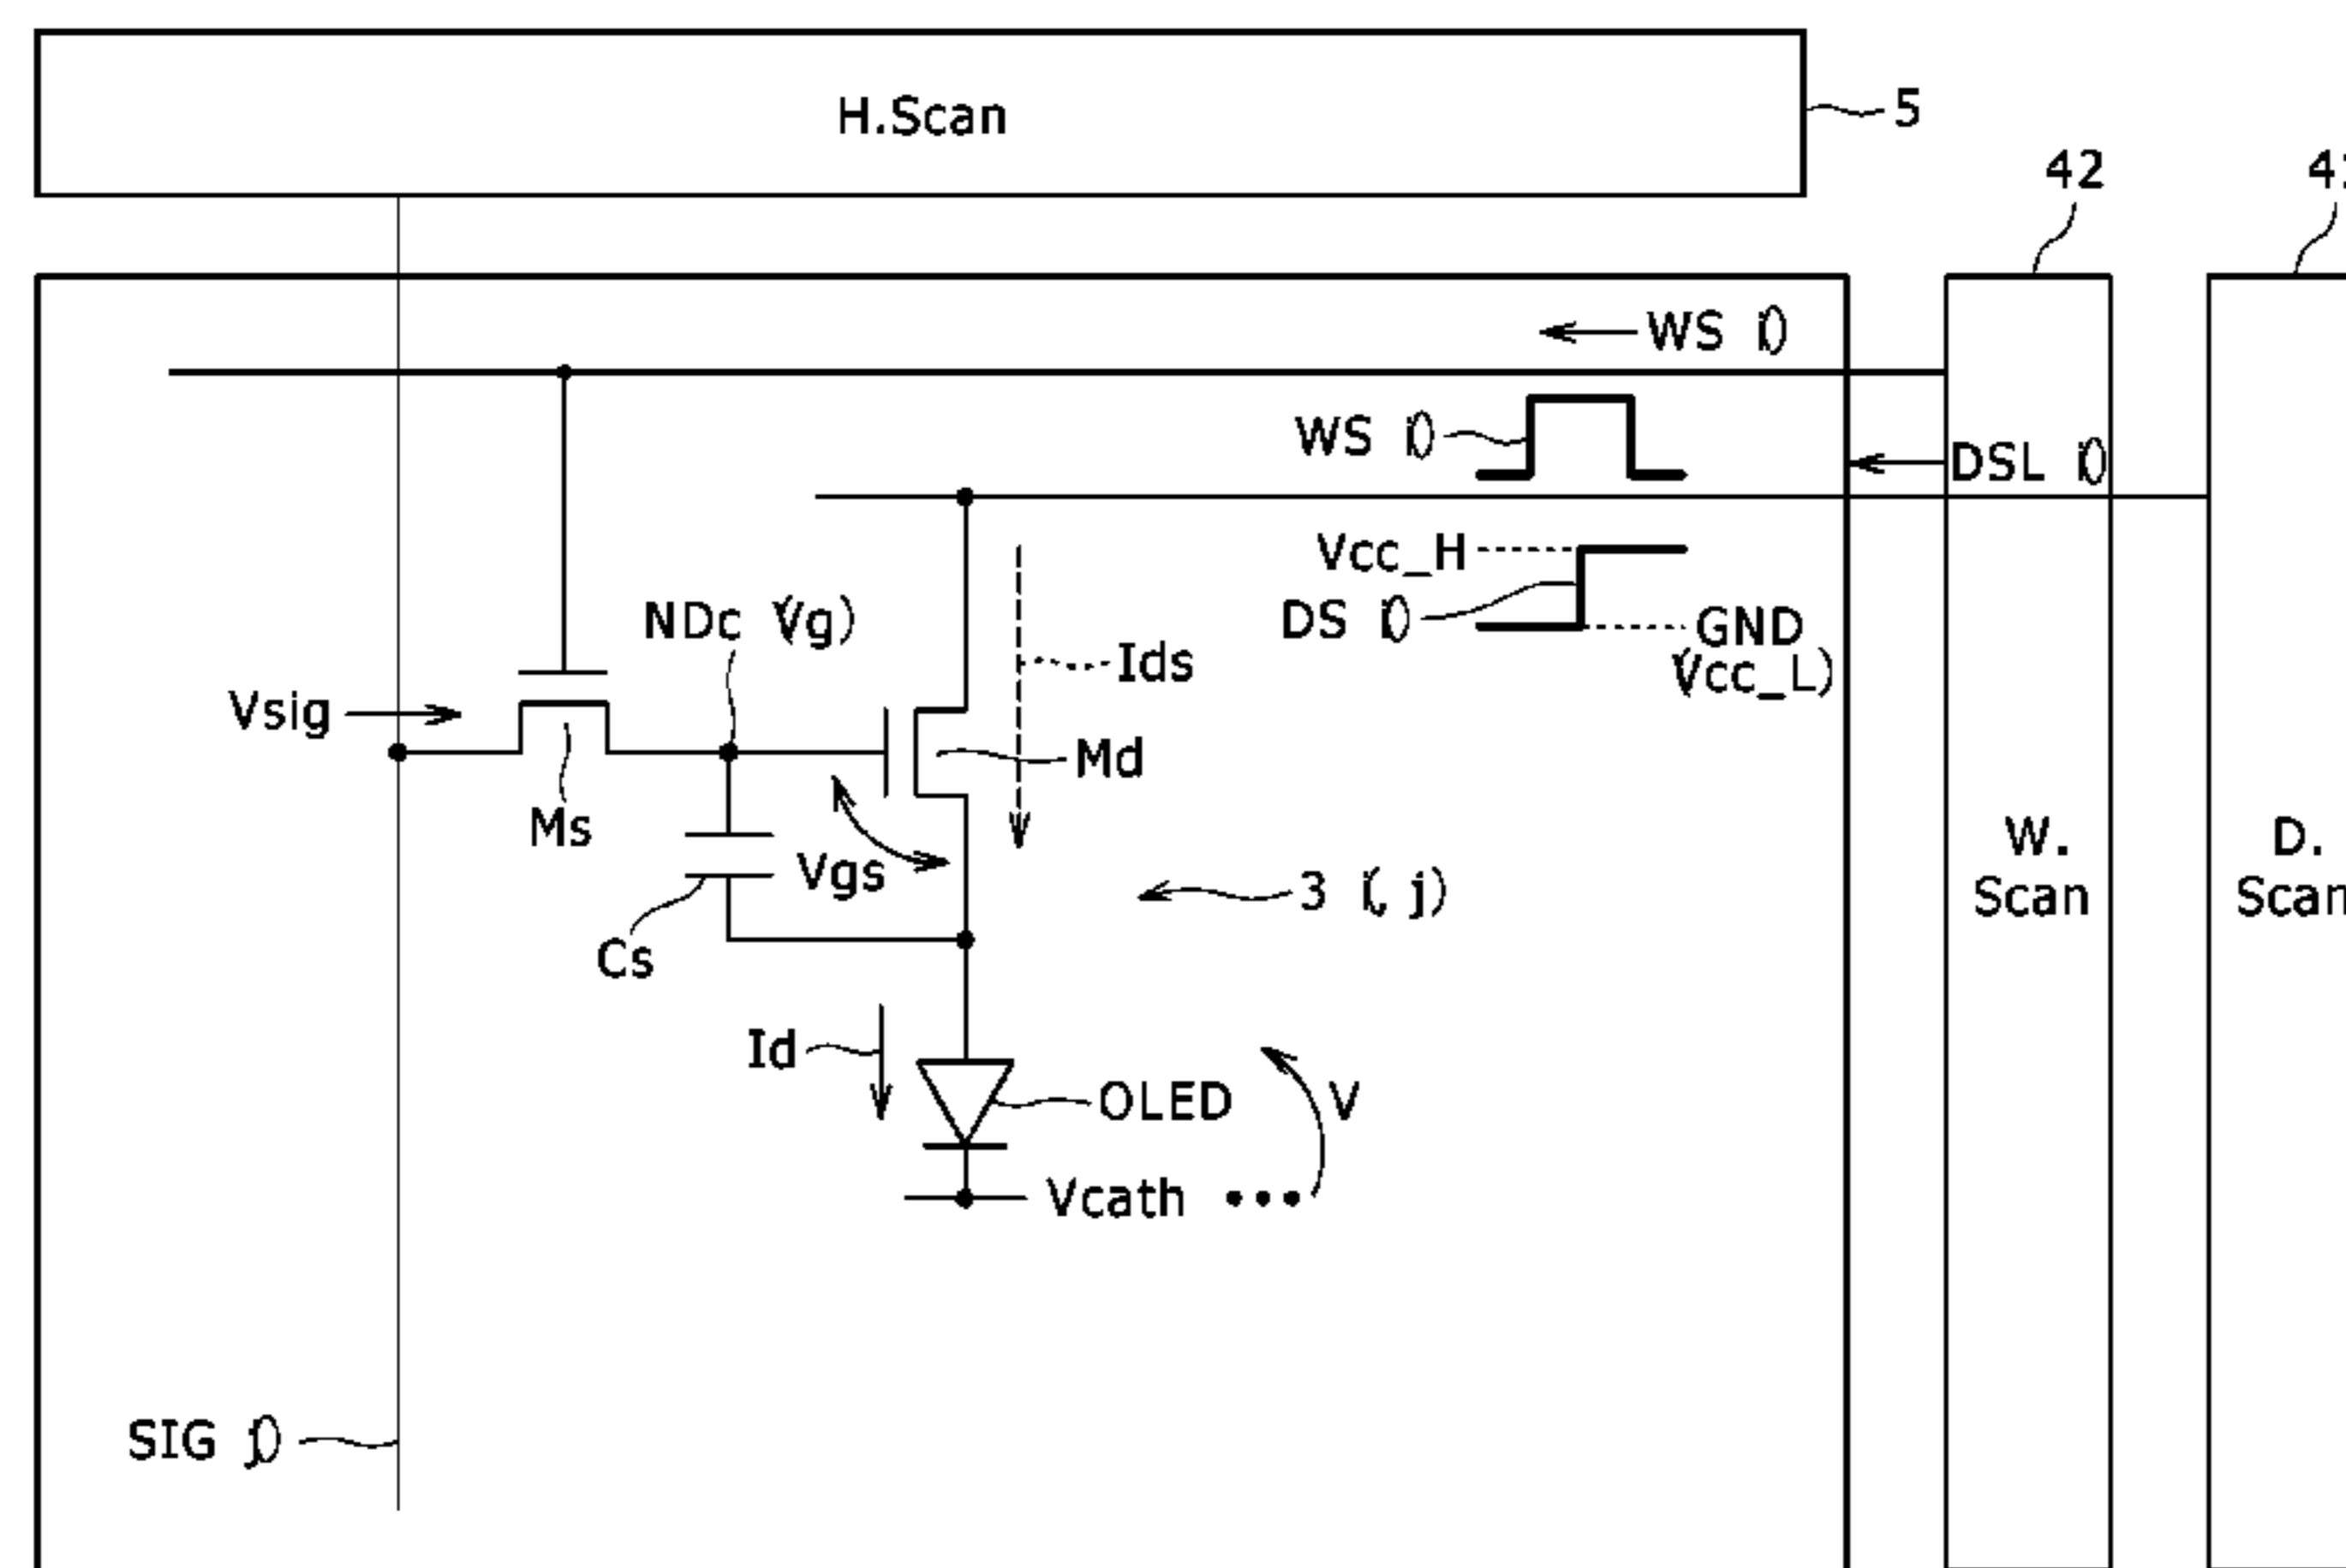 H.Scan
5
42
41
WS (i)
WS (i)
DSL (i)
Vcc_H
DS (i)
GND
(Vcc_L)
NDc (Vg)
Ids
Vsig
Md
Ms
Vgs
3 (i, j)
W.
Scan
D.
Scan
Cs
Id
OLED
V
Vcath •••
SIG (j)